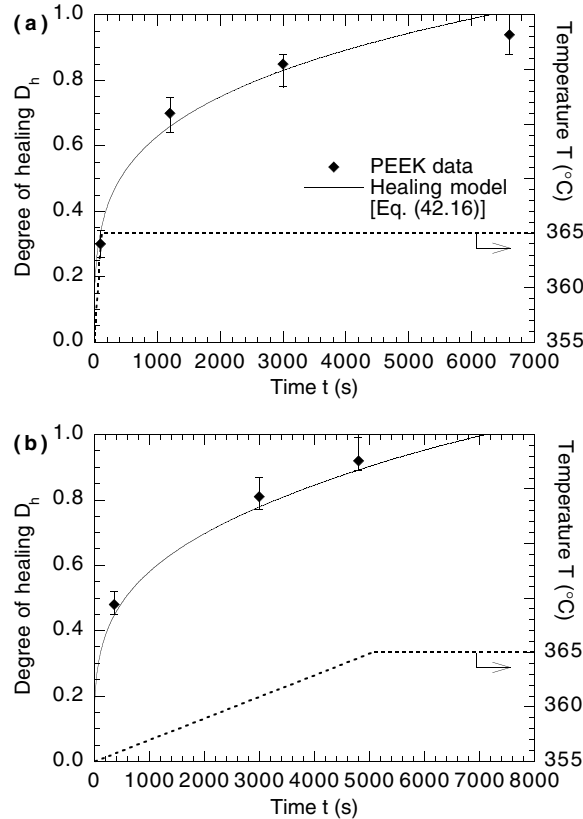 (a)
1.0
0.8
0.6
0.4
0.2
0.0
Degree of healing D_h
PEEK data
Healing model
[Eq. (42.16)]
365
360
355
Temperature T (°C)
0 1000 2000 3000 4000 5000 6000 7000
Time t (s)
(b)
1.0
0.8
0.6
0.4
0.2
0.0
Degree of healing D_h
365
360
355
Temperature T (°C)
0 1000 2000 3000 4000 5000 6000 7000 8000
Time t (s)